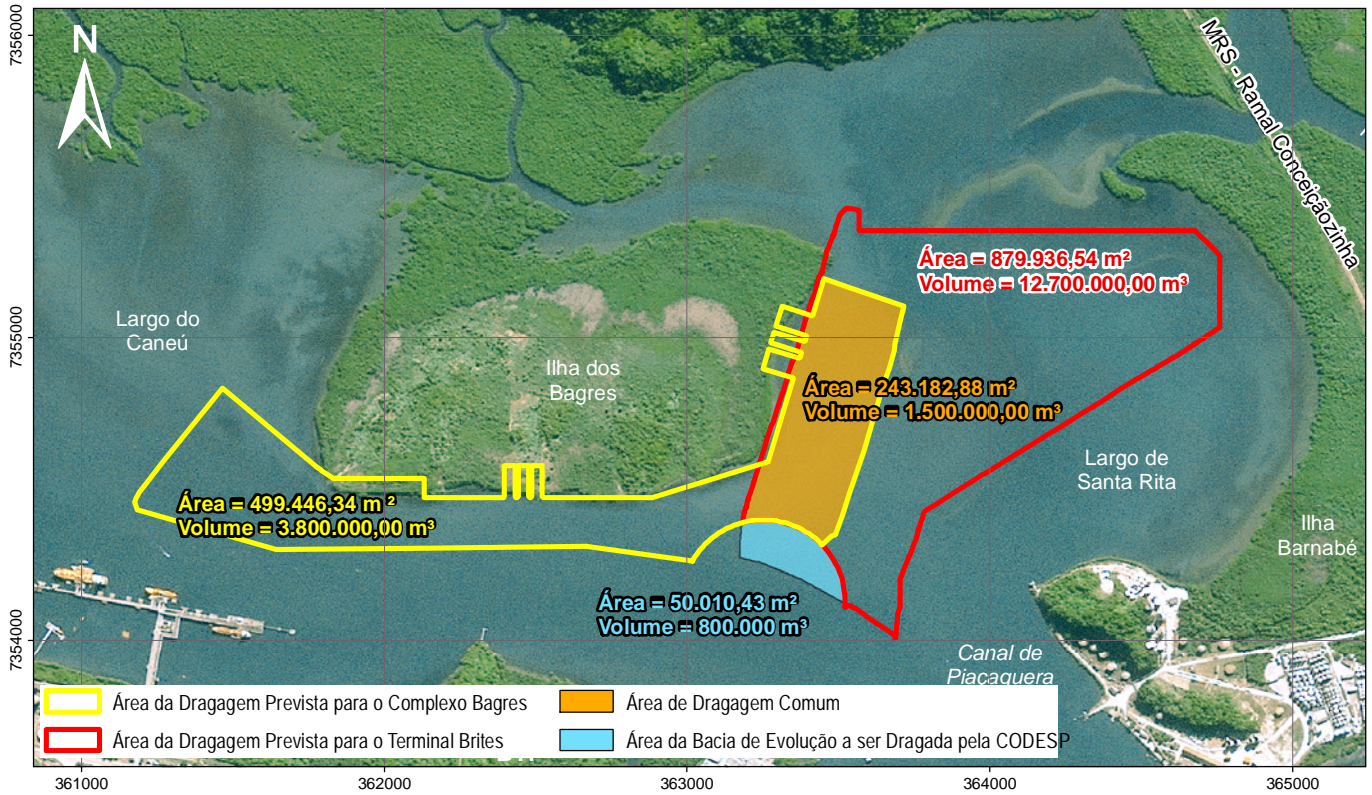 7356000
7355000
7354000
N
MRS - Ramal Conceiçãozinha
Área = 879.936,54 m²
Volume = 12.700.000,00 m³
Largo do
Caneú
Ilha dos
Bagres
Área = 243.182,88 m²
Volume = 1.500.000,00 m³
Largo de
Santa Rita
Área = 499.446,34 m²
Volume = 3.800.000,00 m³
Ilha
Barnabé
Área = 50.010,43 m²
Volume = 800.000 m³
Canal de
Piaçaguera
Área da Dragagem Prevista para o Complexo Bagres
Área de Dragagem Comum
Área da Dragagem Prevista para o Terminal Brites
Área da Bacia de Evolução a ser Dragada pela CODESP
361000
362000
363000
364000
365000